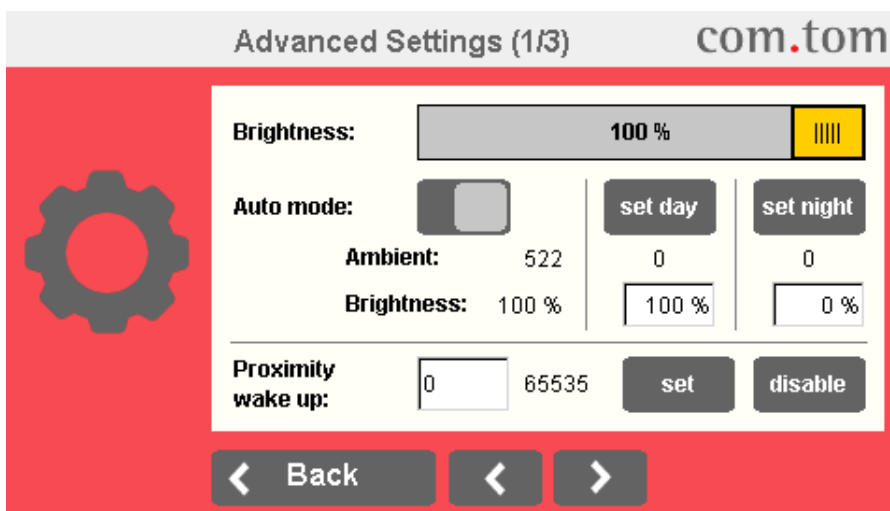 Advanced Settings (1/3)
com.tom
Brightness: 100 %
Auto mode: set day set night
Ambient: 522 0 0
Brightness: 100 % 100 % 0 %
Proximity
wake up: 0 65535 set disable
Back